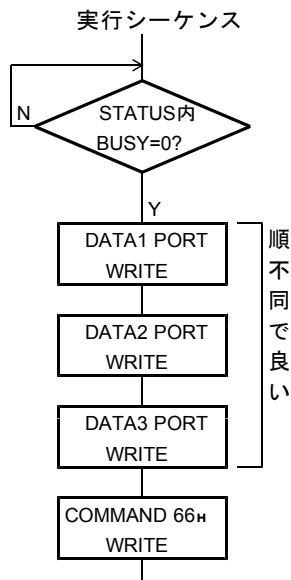 実行シーケンス
N
STATUS内
BUSY=0?
Y
DATA1 PORT
WRITE
DATA2 PORT
WRITE
DATA3 PORT
WRITE
順不同で良い
COMMAND 66H
WRITE